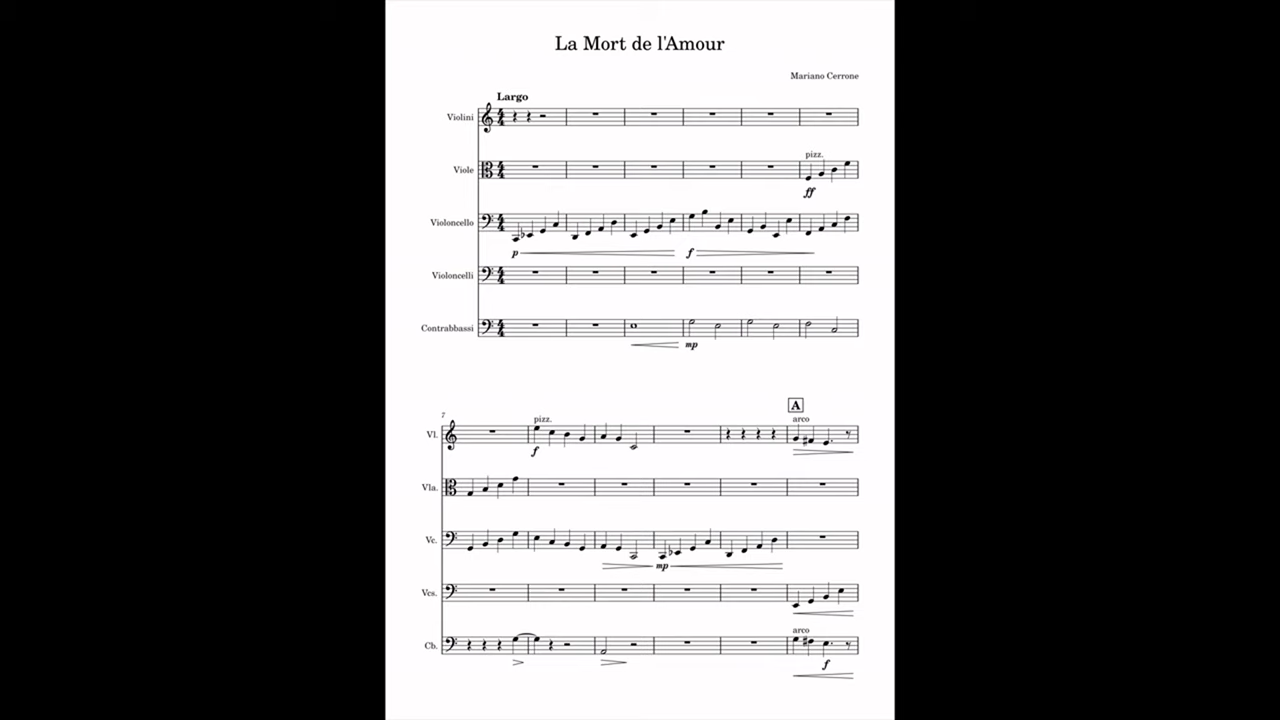 La Mort de l'Amour
Mariano Cerrone
Largo
Violini
pizz.
Viole
ff
Violoncello
p f
Violoncelli
Contrabbassi
mp
A
7
pizz. arco
Vl.
f
Vla.
Vc.
mp
Vcs.
arco
Cb.
f